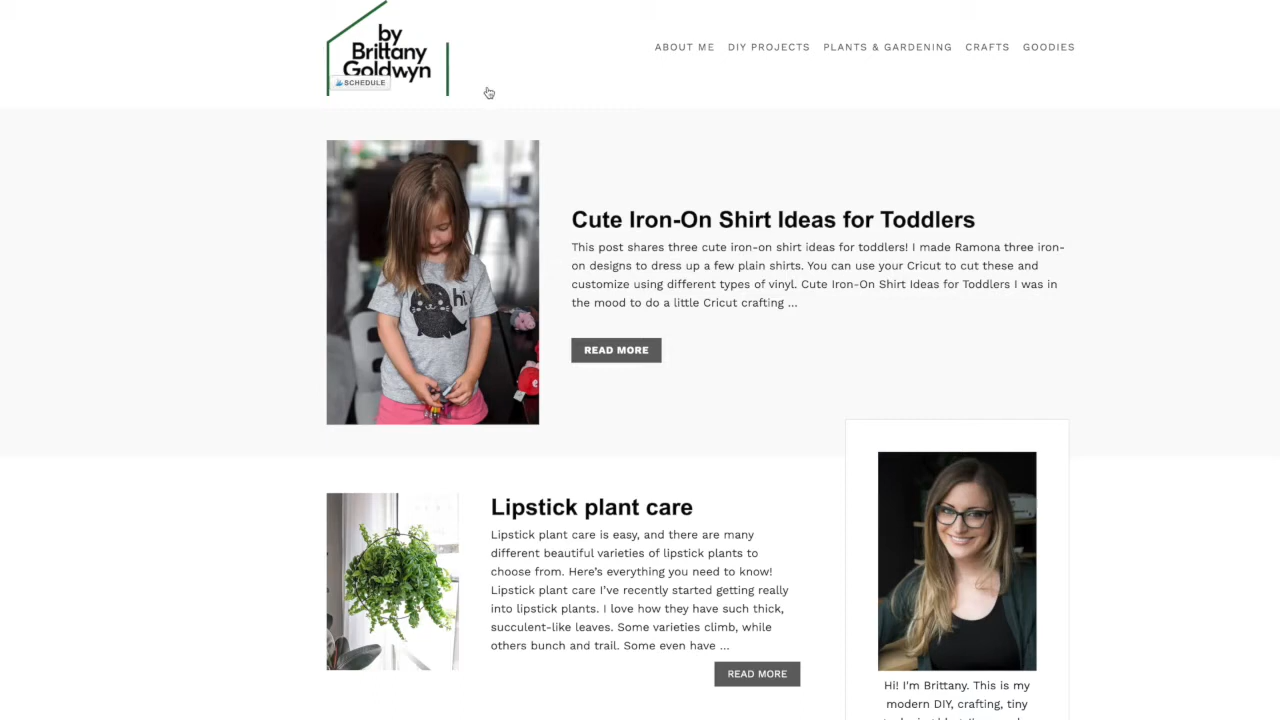 by
Brittany
Goldwyn
SCHEDULE
ABOUT ME DIY PROJECTS PLANTS & GARDENING CRAFTS GOODIES
hi
Cute Iron-On Shirt Ideas for Toddlers
This post shares three cute iron-on shirt ideas for toddlers! I made Ramona three iron-
on designs to dress up a few plain shirts. You can use your Cricut to cut these and
customize using different types of vinyl. Cute Iron-On Shirt Ideas for Toddlers I was in
the mood to do a little Cricut crafting ...
READ MORE
Lipstick plant care
Lipstick plant care is easy, and there are many
different beautiful varieties of lipstick plants to
choose from. Here's everything you need to know!
Lipstick plant care I've recently started getting really
into lipstick plants. I love how they have such thick,
succulent-like leaves. Some varieties climb, while
others bunch and trail. Some even have ...
READ MORE
Hi! I'm Brittany. This is my
modern DIY, crafting, tiny